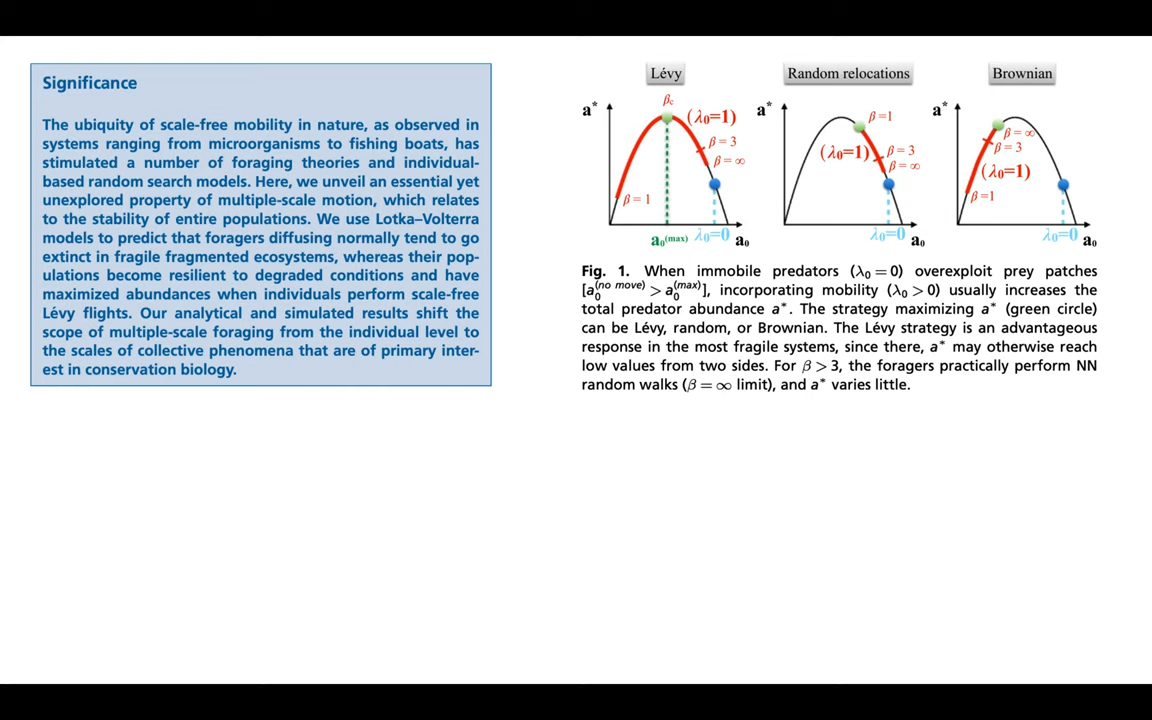 Significance
The ubiquity of scale-free mobility in nature, as observed in
systems ranging from microorganisms to fishing boats, has
stimulated a number of foraging theories and individual-
based random search models. Here, we unveil an essential yet
unexplored property of multiple-scale motion, which relates
to the stability of entire populations. We use Lotka–Volterra
models to predict that foragers diffusing normally tend to go
extinct in fragile fragmented ecosystems, whereas their pop-
ulations become resilient to degraded conditions and have
maximized abundances when individuals perform scale-free
Lévy flights. Our analytical and simulated results shift the
scope of multiple-scale foraging from the individual level to
the scales of collective phenomena that are of primary inter-
est in conservation biology.
Lévy
a*
βc
(λ0=1)
β = 3
β = ∞
β = 1
a0(max)
λ0=0
a0
Random relocations
a*
β =1
(λ0=1)
β = 3
β = ∞
λ0=0
a0
Brownian
a*
β = ∞
β = 3
(λ0=1)
β =1
λ0=0
a0
Fig. 1. When immobile predators (λ0 = 0) overexploit prey patches
[a0(no move) > a0(max)], incorporating mobility (λ0 > 0) usually increases the
total predator abundance a*. The strategy maximizing a* (green circle)
can be Lévy, random, or Brownian. The Lévy strategy is an advantageous
response in the most fragile systems, since there, a* may otherwise reach
low values from two sides. For β > 3, the foragers practically perform NN
random walks (β = ∞ limit), and a* varies little.